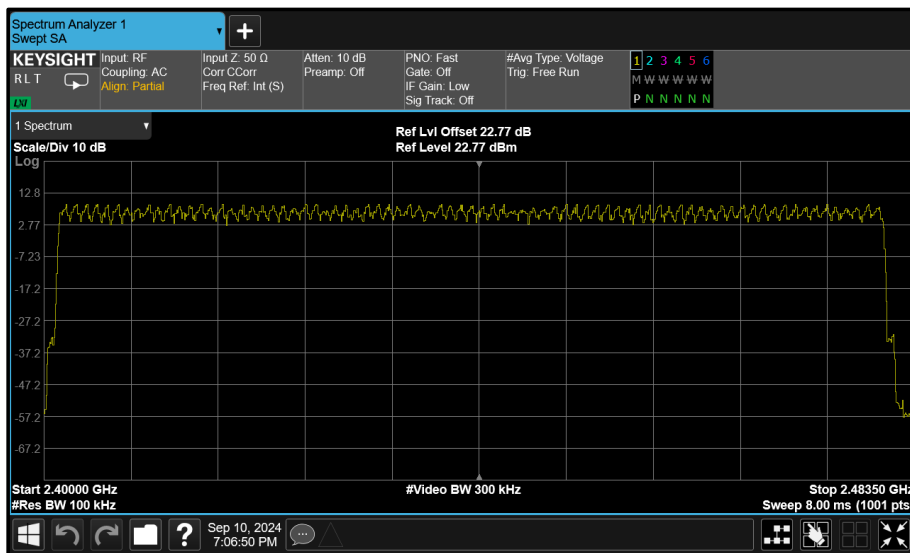 Spectrum Analyzer 1
Swept SA
KEYSIGHT
R L T
LXI
Input: RF
Coupling: AC
Align: Partial
Input Z: 50 Ω
Corr CCorr
Freq Ref: Int (S)
Atten: 10 dB
Preamp: Off
PNO: Fast
Gate: Off
IF Gain: Low
Sig Track: Off
#Avg Type: Voltage
Trig: Free Run
1 2 3 4 5 6
M W W W W W
P N N N N N
1 Spectrum
Scale/Div 10 dB
Log
Ref Lvl Offset 22.77 dB
Ref Level 22.77 dBm
12.8
2.77
-7.23
-17.2
-27.2
-37.2
-47.2
-57.2
-67.2
Start 2.40000 GHz
#Res BW 100 kHz
#Video BW 300 kHz
Stop 2.48350 GHz
Sweep 8.00 ms (1001 pts
Sep 10, 2024
7:06:50 PM